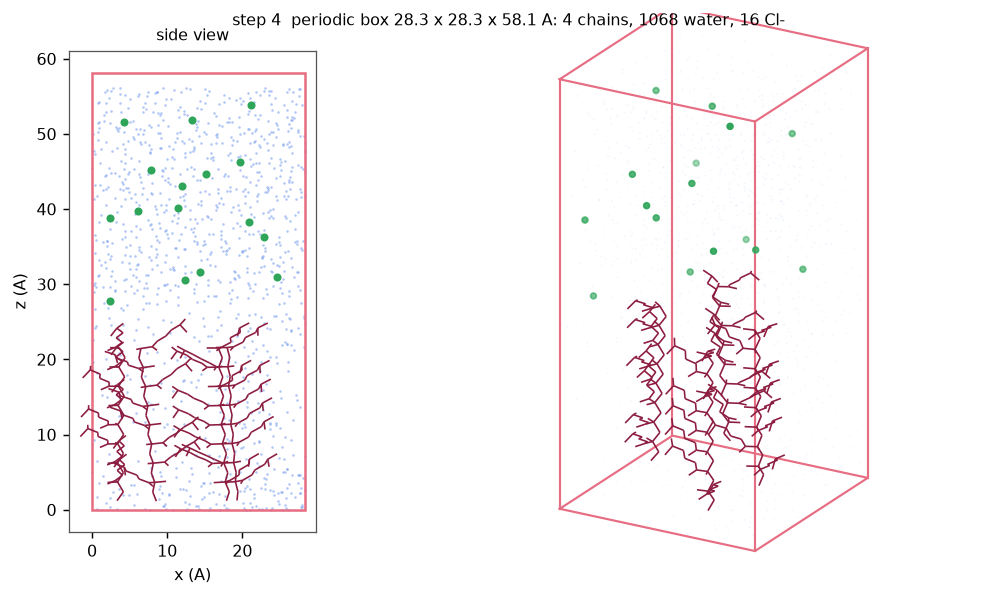 step 4  periodic box 28.3 x 28.3 x 58.1 A: 4 chains, 1068 water, 16 Cl-
side view
60
50
40
30
20
10
0
0 10 20
x (A)
z (A)